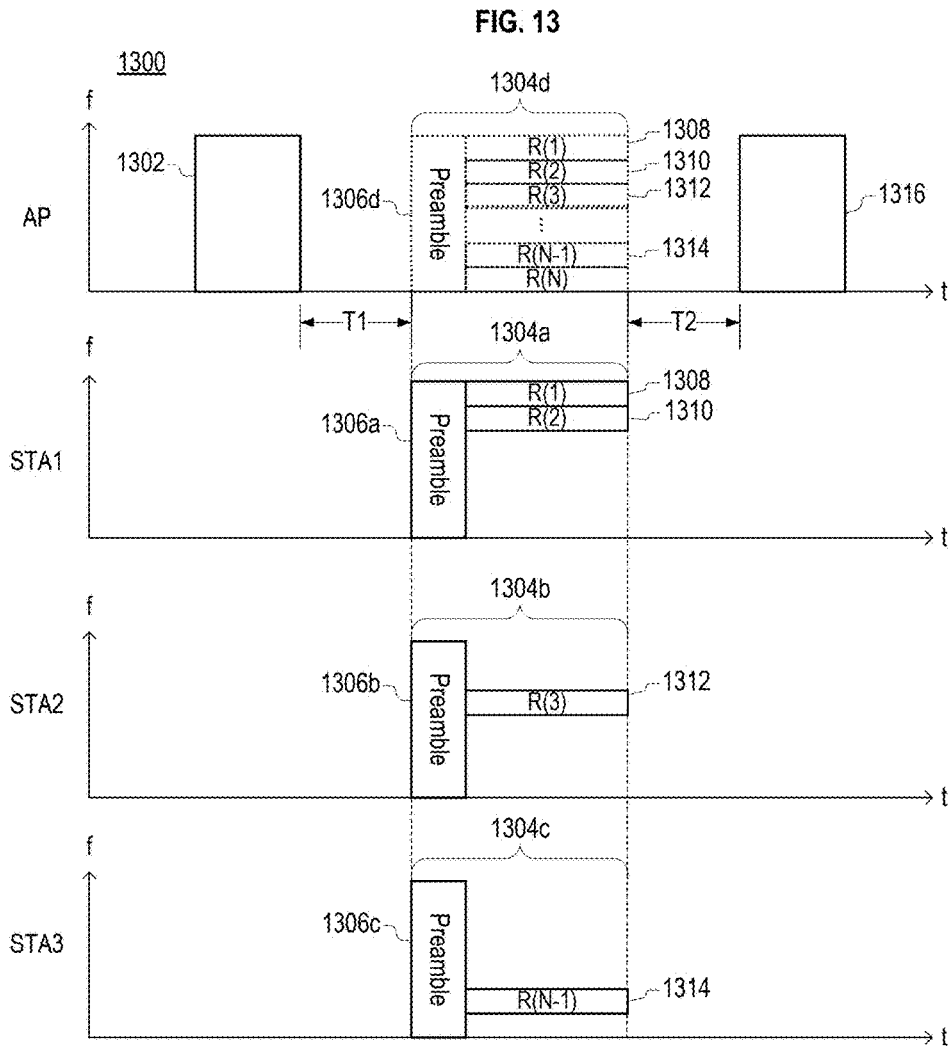 FIG. 13
1300
1304d
f
1302
AP
1306d
Preamble
R(1)
R(2)
R(3)
⋮
R(N-1)
R(N)
1308
1310
1312
1314
1316
t
T1
T2
f
1304a
STA1
1306a
Preamble
R(1)
R(2)
1308
1310
t
f
1304b
STA2
1306b
Preamble
R(3)
1312
t
f
1304c
STA3
1306c
Preamble
R(N-1)
1314
t